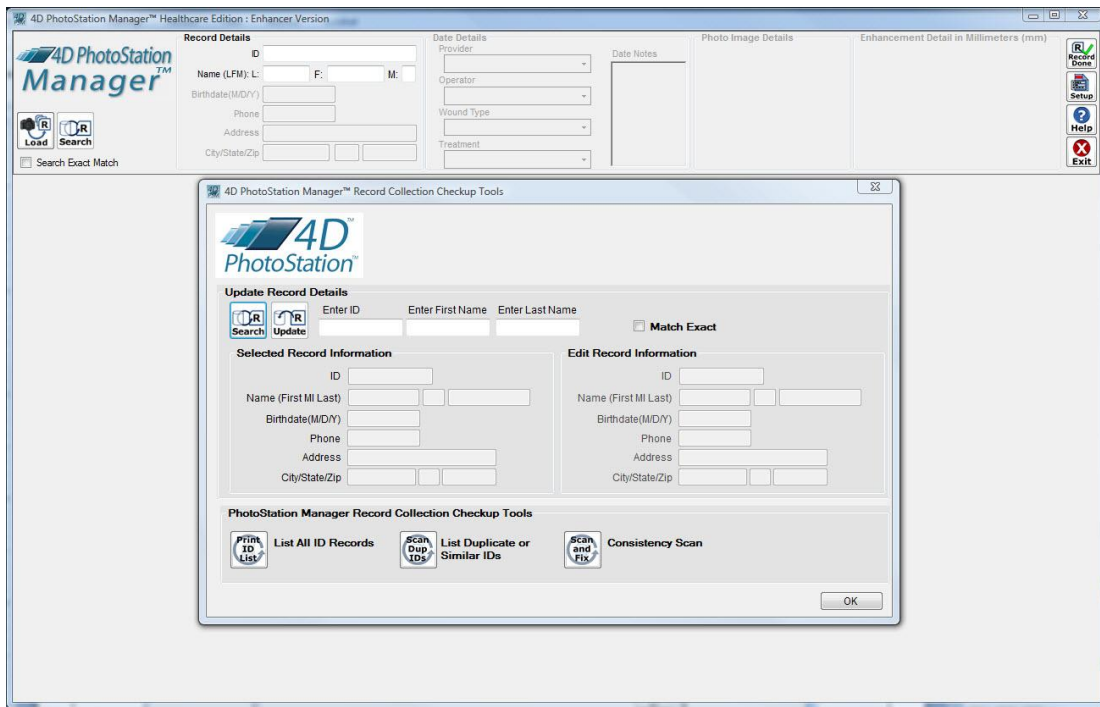 4D PhotoStation Manager™ Healthcare Edition : Enhancer Version
4D PhotoStation
Manager™
Load
Search
Search Exact Match
Record Details
ID
Name (LFM): L: F: M:
Birthdate(M/D/Y)
Phone
Address
City/State/Zip
Date Details
Provider
Operator
Wound Type
Treatment
Date Notes
Photo Image Details
Enhancement Detail in Millimeters (mm)
R
Record
Done
Setup
Help
Exit
4D PhotoStation Manager™ Record Collection Checkup Tools
4D™
PhotoStation™
Update Record Details
R
Search
R
Update
Enter ID
Enter First Name
Enter Last Name
Match Exact
Selected Record Information
ID
Name (First MI Last)
Birthdate(M/D/Y)
Phone
Address
City/State/Zip
Edit Record Information
ID
Name (First MI Last)
Birthdate(M/D/Y)
Phone
Address
City/State/Zip
PhotoStation Manager Record Collection Checkup Tools
Print
ID
List
List All ID Records
Scan
Dup
IDs
List Duplicate or
Similar IDs
Scan
and
Fix
Consistency Scan
OK